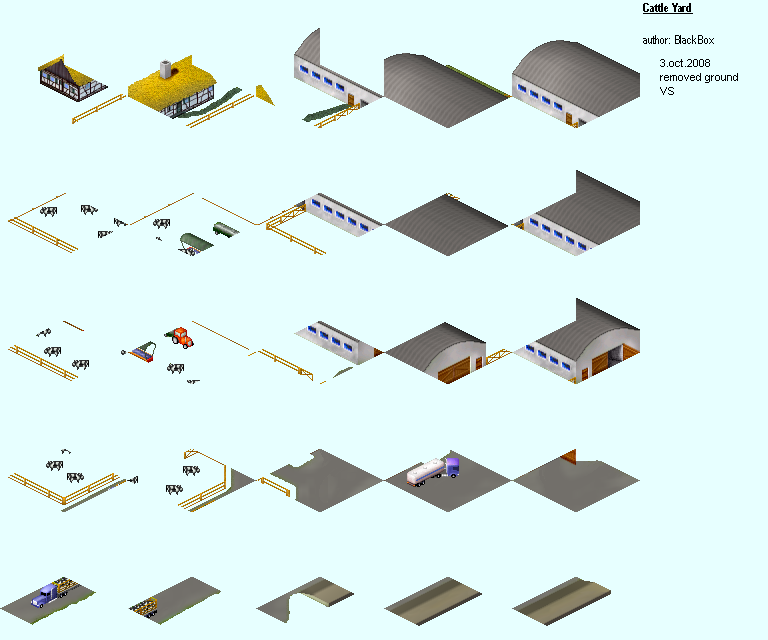 Cattle Yard
author: BlackBox
3.oct.2008
removed ground
VS